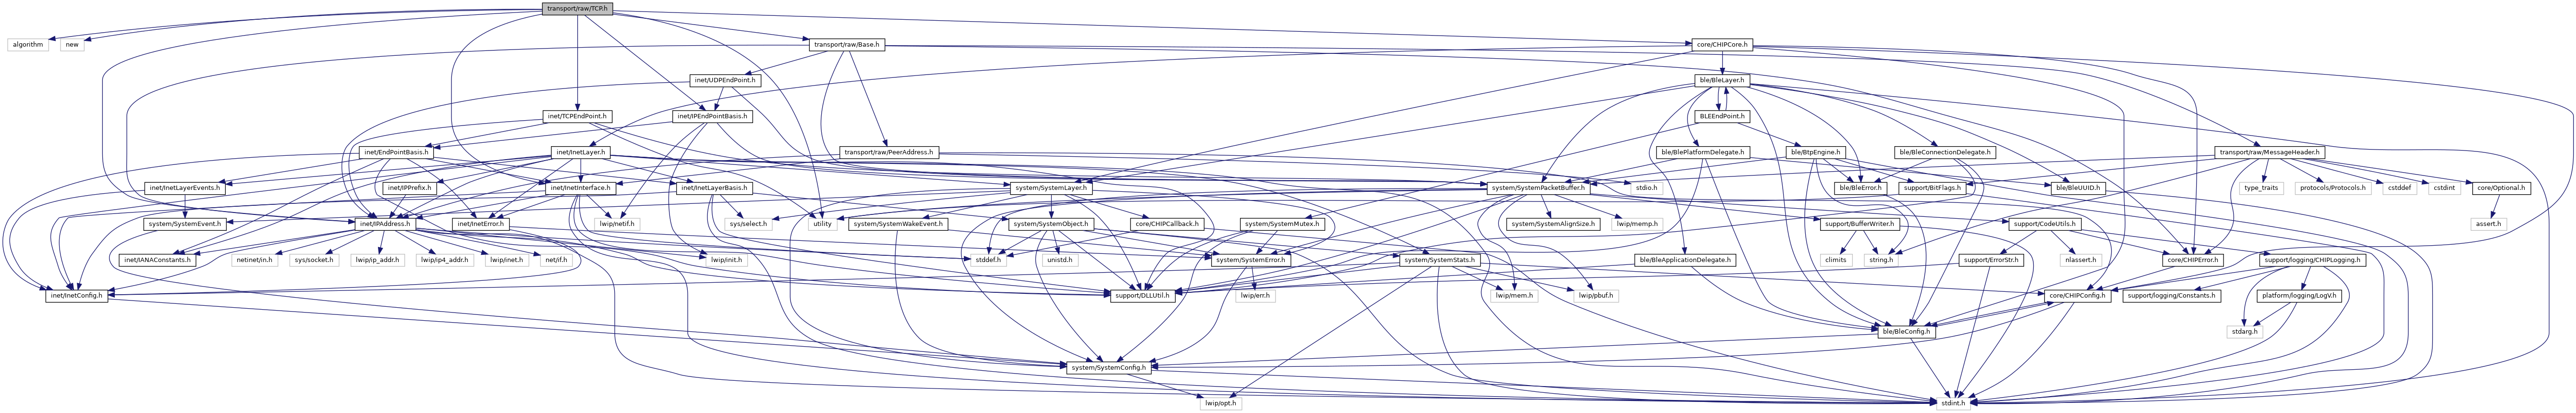 transport/raw/TCP.h
algorithm
new
transport/raw/Base.h
core/CHIPCore.h
inet/UDPEndPoint.h
ble/BleLayer.h
inet/TCPEndPoint.h
inet/IPEndPointBasis.h
BLEEndPoint.h
inet/EndPointBasis.h
inet/InetLayer.h
transport/raw/PeerAddress.h
ble/BlePlatformDelegate.h
ble/BtpEngine.h
ble/BleConnectionDelegate.h
transport/raw/MessageHeader.h
inet/InetLayerEvents.h
inet/IPPrefix.h
inet/InetInterface.h
inet/InetLayerBasis.h
system/SystemLayer.h
system/SystemPacketBuffer.h
stdio.h
ble/BleError.h
support/BitFlags.h
ble/BleUUID.h
type_traits
protocols/Protocols.h
cstddef
cstdint
core/Optional.h
system/SystemEvent.h
inet/IPAddress.h
inet/InetError.h
lwip/netif.h
sys/select.h
utility
system/SystemWakeEvent.h
system/SystemObject.h
core/CHIPCallback.h
system/SystemMutex.h
system/SystemAlignSize.h
lwip/memp.h
support/BufferWriter.h
support/CodeUtils.h
assert.h
inet/IANAConstants.h
netinet/in.h
sys/socket.h
lwip/ip_addr.h
lwip/ip4_addr.h
lwip/inet.h
net/if.h
lwip/init.h
stddef.h
unistd.h
system/SystemError.h
system/SystemStats.h
ble/BleApplicationDelegate.h
climits
string.h
support/ErrorStr.h
nlassert.h
core/CHIPError.h
support/logging/CHIPLogging.h
inet/InetConfig.h
support/DLLUtil.h
lwip/err.h
lwip/mem.h
lwip/pbuf.h
core/CHIPConfig.h
support/logging/Constants.h
platform/logging/LogV.h
ble/BleConfig.h
stdarg.h
system/SystemConfig.h
lwip/opt.h
stdint.h